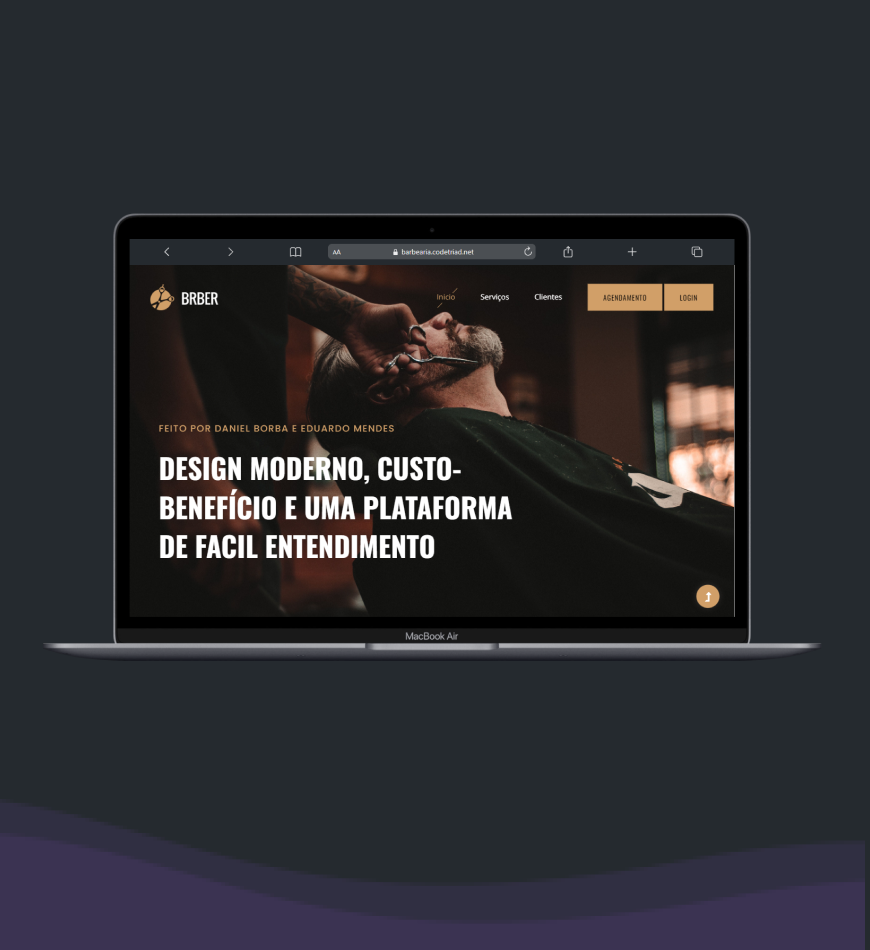 AA
barbearia.codetriad.net
BRBER
Inicio
Serviços
Clientes
AGENDAMENTO
LOGIN
FEITO POR DANIEL BORBA E EDUARDO MENDES
DESIGN MODERNO, CUSTO-
BENEFÍCIO E UMA PLATAFORMA
DE FACIL ENTENDIMENTO
MacBook Air